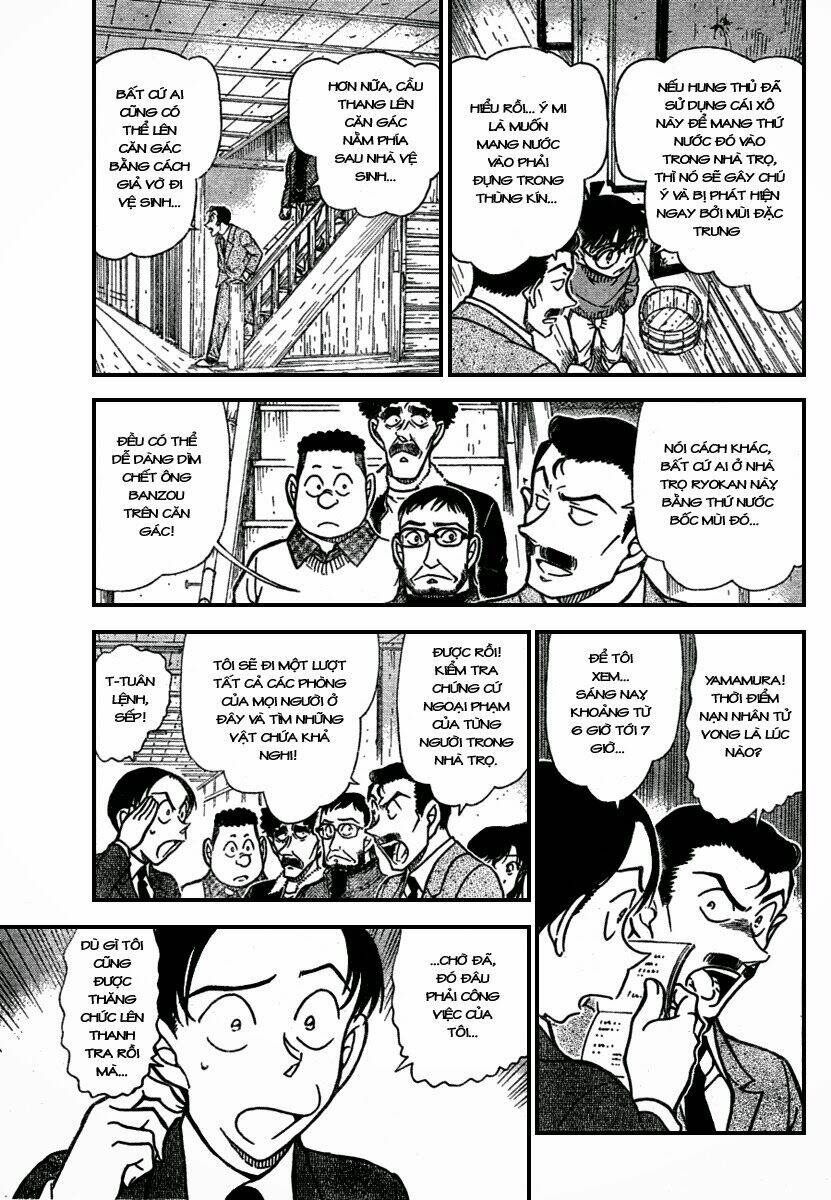 NẾU HUNG THỦ ĐÃ
SỬ DỤNG CÁI XÔ
NÀY ĐỂ MANG THỨ
NƯỚC ĐÓ VÀO
TRONG NHÀ TRỌ,
THÌ NÓ SẼ GÂY CHÚ
Ý VÀ BỊ PHÁT HIỆN
NGAY BỞI MÙI ĐẶC
TRƯNG
HIỂU RỒI... Ý MI
LÀ MUỐN
MANG NƯỚC
VÀO PHẢI
ĐỰNG TRONG
THÙNG KÍN...
HƠN NỮA, CẦU
THANG LÊN
CĂN GÁC
NẰM PHÍA
SAU NHÀ VỆ
SINH...
BẤT CỨ AI
CŨNG CÓ
THỂ LÊN
CĂN GÁC
BẰNG CÁCH
GIẢ VỜ ĐI
VỆ SINH...
NÓI CÁCH KHÁC,
BẤT CỨ AI Ở NHÀ
TRỌ RYOKAN NÀY,
BẰNG THỨ NƯỚC
BỐC MÙI ĐÓ...
ĐỀU CÓ THỂ
DỄ DÀNG DÌM
CHẾT ÔNG
BANZOU
TRÊN CĂN
GÁC!
YAMAMURA!
THỜI ĐIỂM
NẠN NHÂN TỬ
VONG LÀ LÚC
NÀO?
ĐỂ TÔI
XEM...
SÁNG NAY,
KHOẢNG TỪ
6 GIỜ TỚI 7
GIỜ...
ĐƯỢC RỒI!
KIỂM TRA
CHỨNG CỨ
NGOẠI PHẠM
CỦA TỪNG
NGƯỜI TRONG
NHÀ TRỌ.
TÔI SẼ ĐI MỘT LƯỢT
TẤT CẢ CÁC PHÒNG
CỦA MỌI NGƯỜI Ở
ĐÂY VÀ TÌM NHỮNG
VẬT CHỨA KHẢ
NGHI!
T-TUÂN
LỆNH,
SẾP!
...CHỜ ĐÃ,
ĐÓ ĐÂU
PHẢI CÔNG
VIỆC CỦA
TÔI...
DÙ GÌ TÔI
CŨNG
ĐƯỢC
THĂNG
CHỨC LÊN
THANH
TRA RỒI
MÀ...